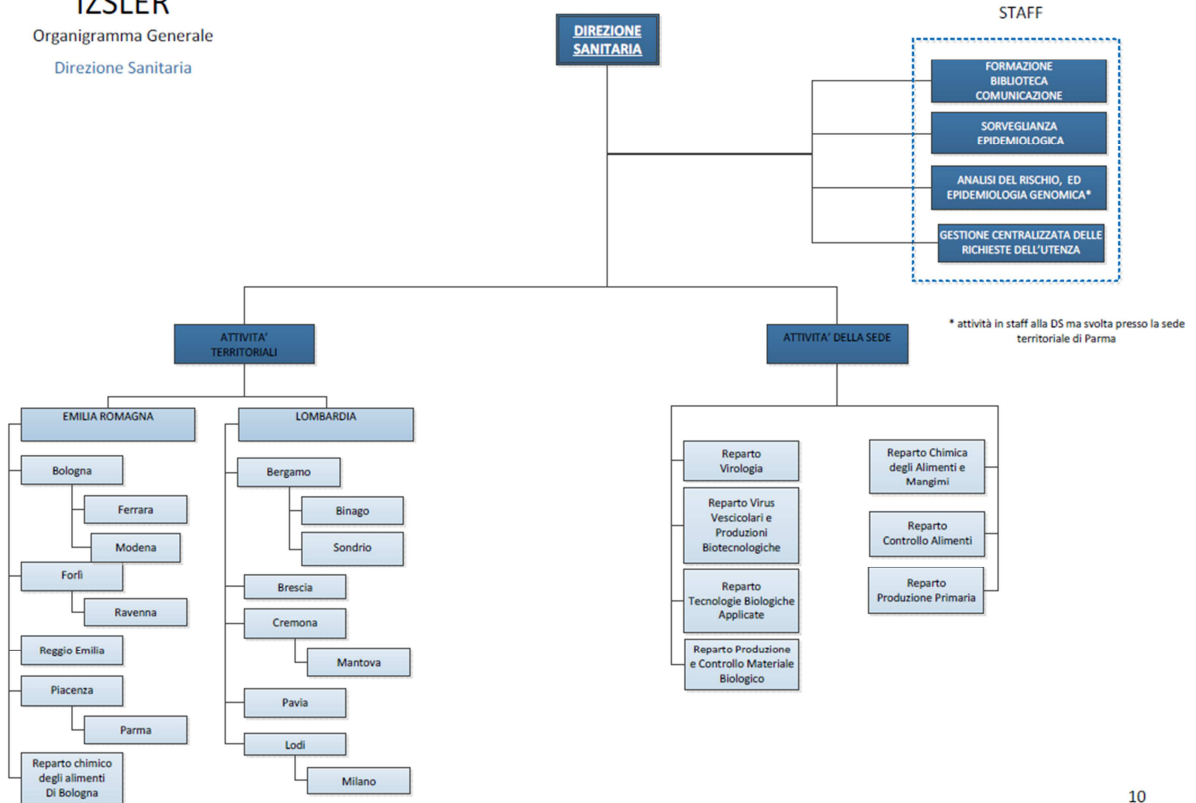 IZSLER
Organigramma Generale
Direzione Sanitaria
DIREZIONE
SANITARIA
STAFF
FORMAZIONE
BIBLIOTECA
COMUNICAZIONE
SORVEGLIANZA
EPIDEMIOLOGICA
ANALISI DEL RISCHIO, ED
EPIDEMIOLOGIA GENOMICA*
GESTIONE CENTRALIZZATA DELLE
RICHIESTE DELL'UTENZA
* attività in staff alla DS ma svolta presso la sede
territoriale di Parma
ATTIVITA'
TERRITORIALI
ATTIVITA' DELLA SEDE
EMILIA ROMAGNA
Bologna
Ferrara
Modena
Forlì
Ravenna
Reggio Emilia
Piacenza
Parma
Reparto chimico
degli alimenti
Di Bologna
LOMBARDIA
Bergamo
Binago
Sondrio
Brescia
Cremona
Mantova
Pavia
Lodi
Milano
Reparto
Virologia
Reparto Virus
Vescicolari e
Produzioni
Biotecnologiche
Reparto
Tecnologie Biologiche
Applicate
Reparto Produzione
e Controllo Materiale
Biologico
Reparto Chimica
degli Alimenti e
Mangimi
Reparto
Controllo Alimenti
Reparto
Produzione Primaria
10